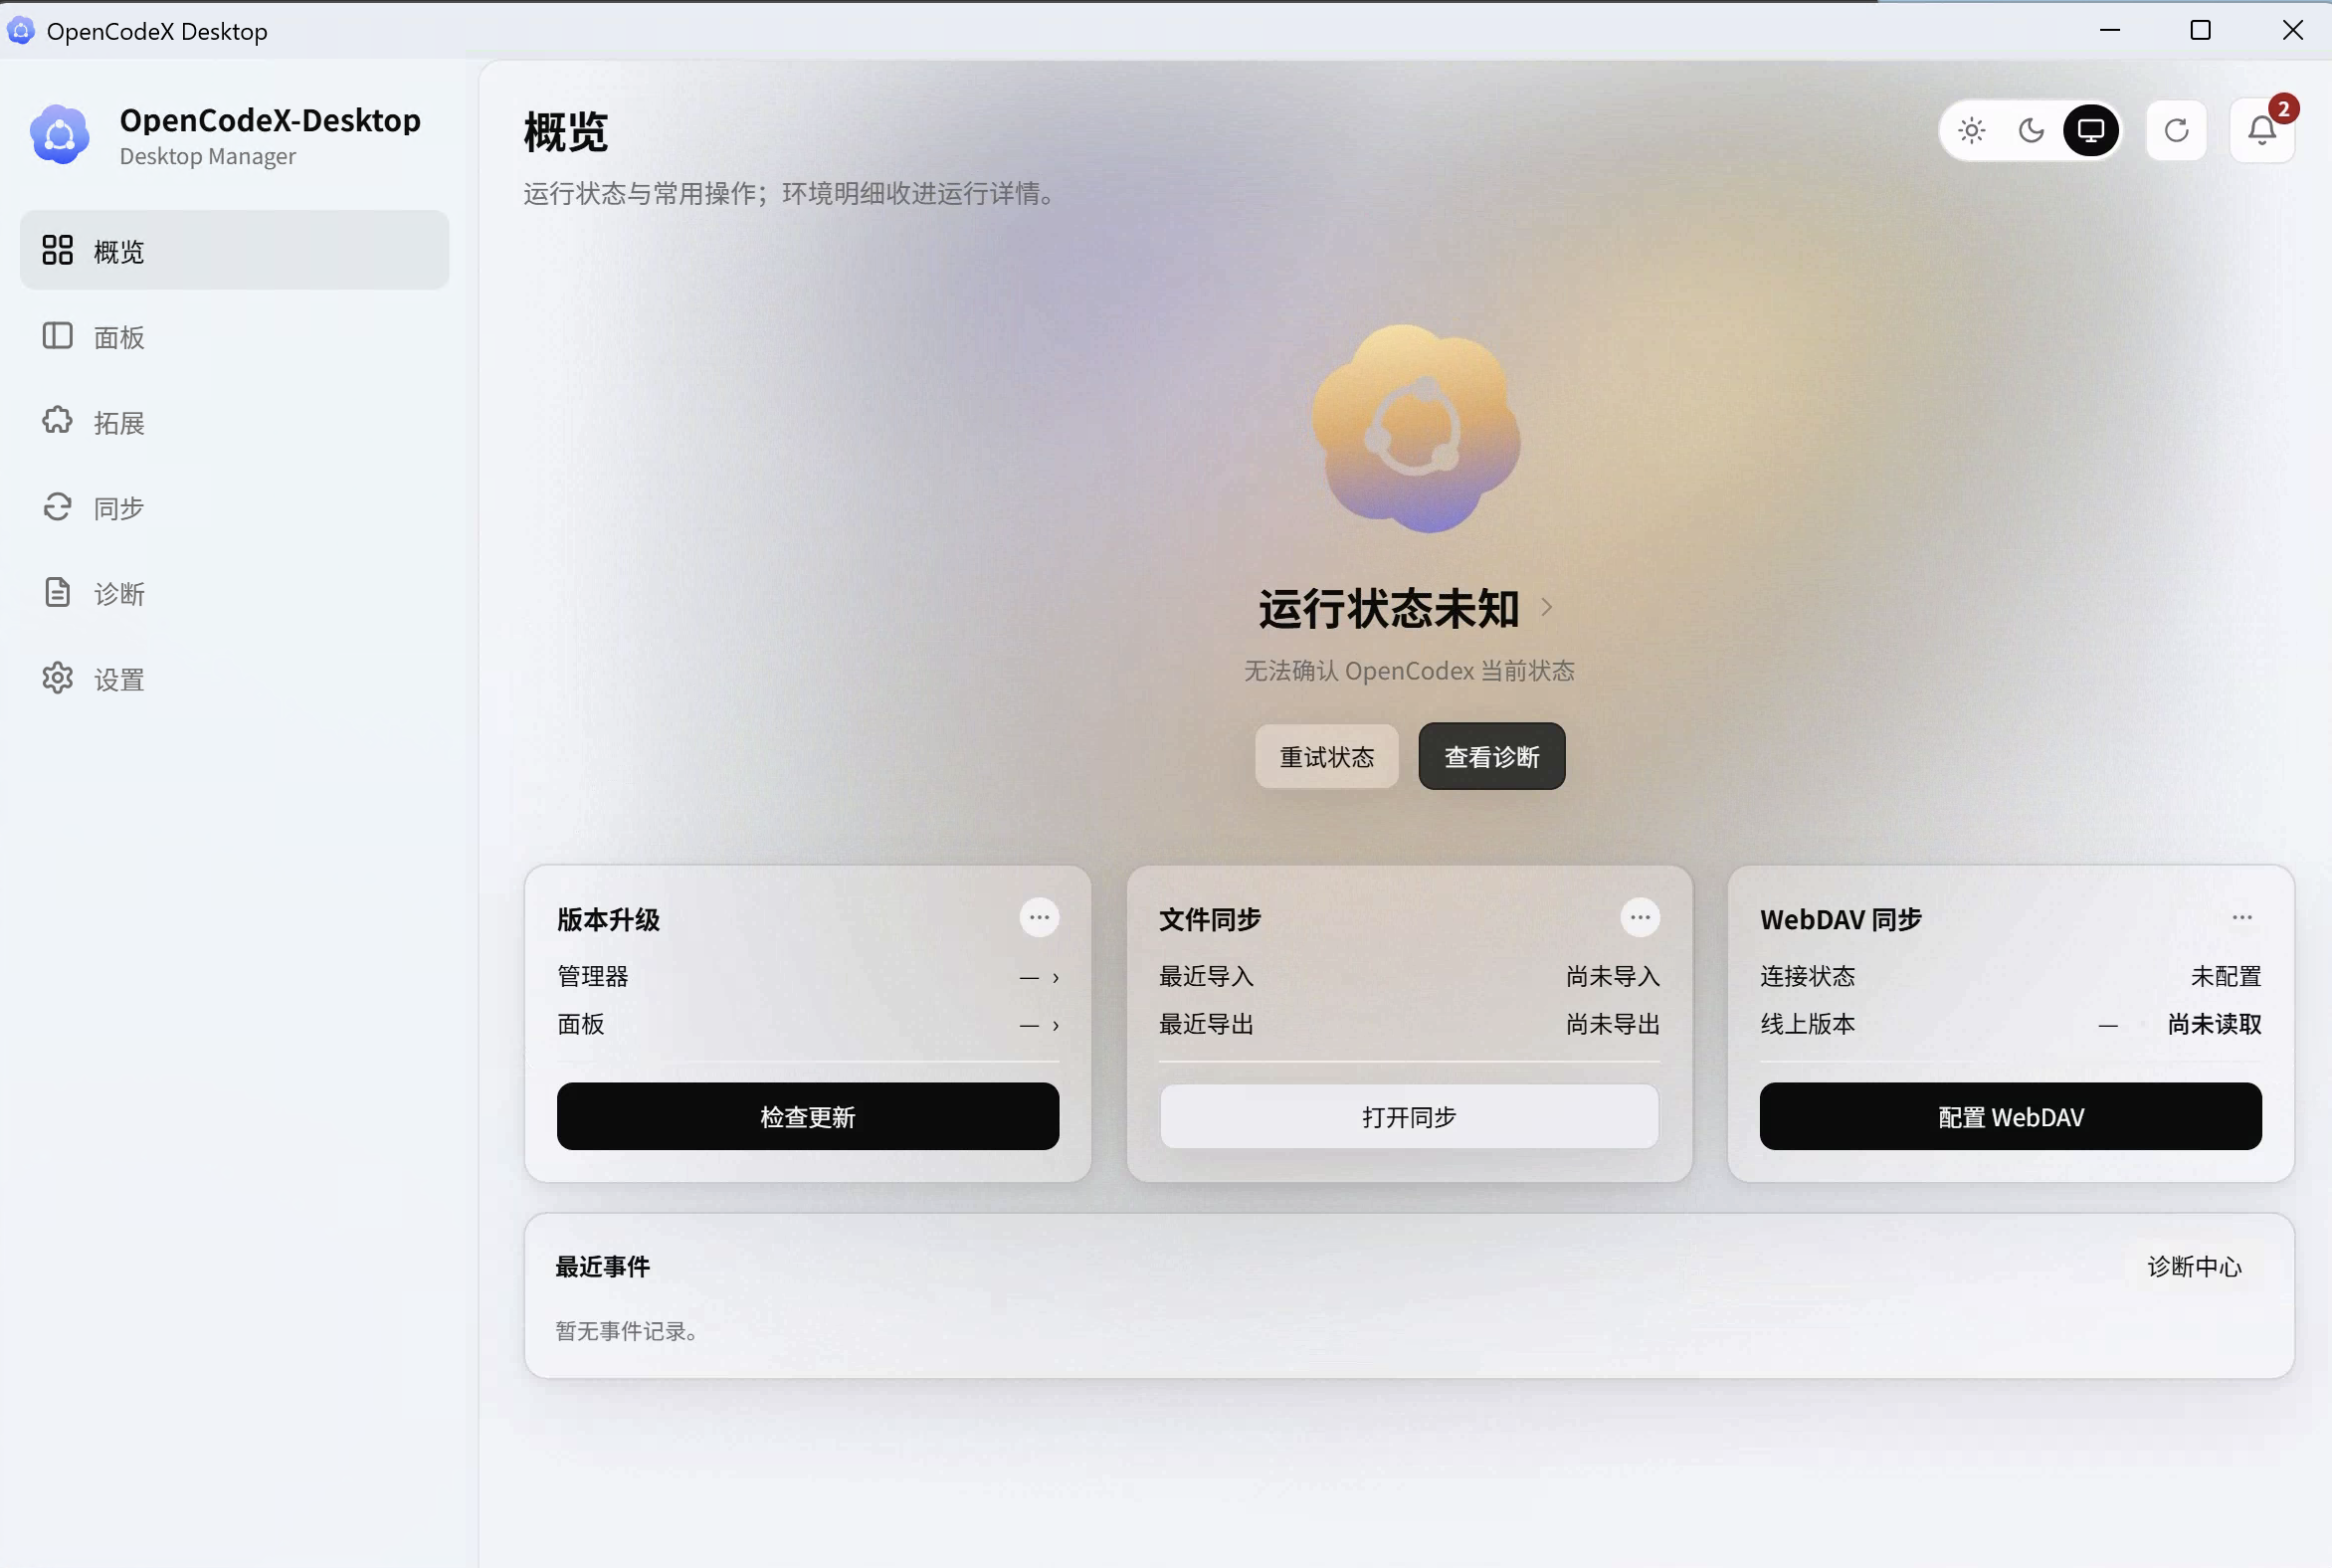 OpenCodeX Desktop
OpenCodeX-Desktop
Desktop Manager
概览
面板
拓展
同步
诊断
设置
概览
运行状态与常用操作；环境明细收进运行详情。
2
运行状态未知
无法确认 OpenCodex 当前状态
重试状态
查看诊断
版本升级
管理器 — ›
面板 — ›
检查更新
文件同步
最近导入 尚未导入
最近导出 尚未导出
打开同步
WebDAV 同步
连接状态 未配置
线上版本 — 尚未读取
配置 WebDAV
最近事件
诊断中心
暂无事件记录。